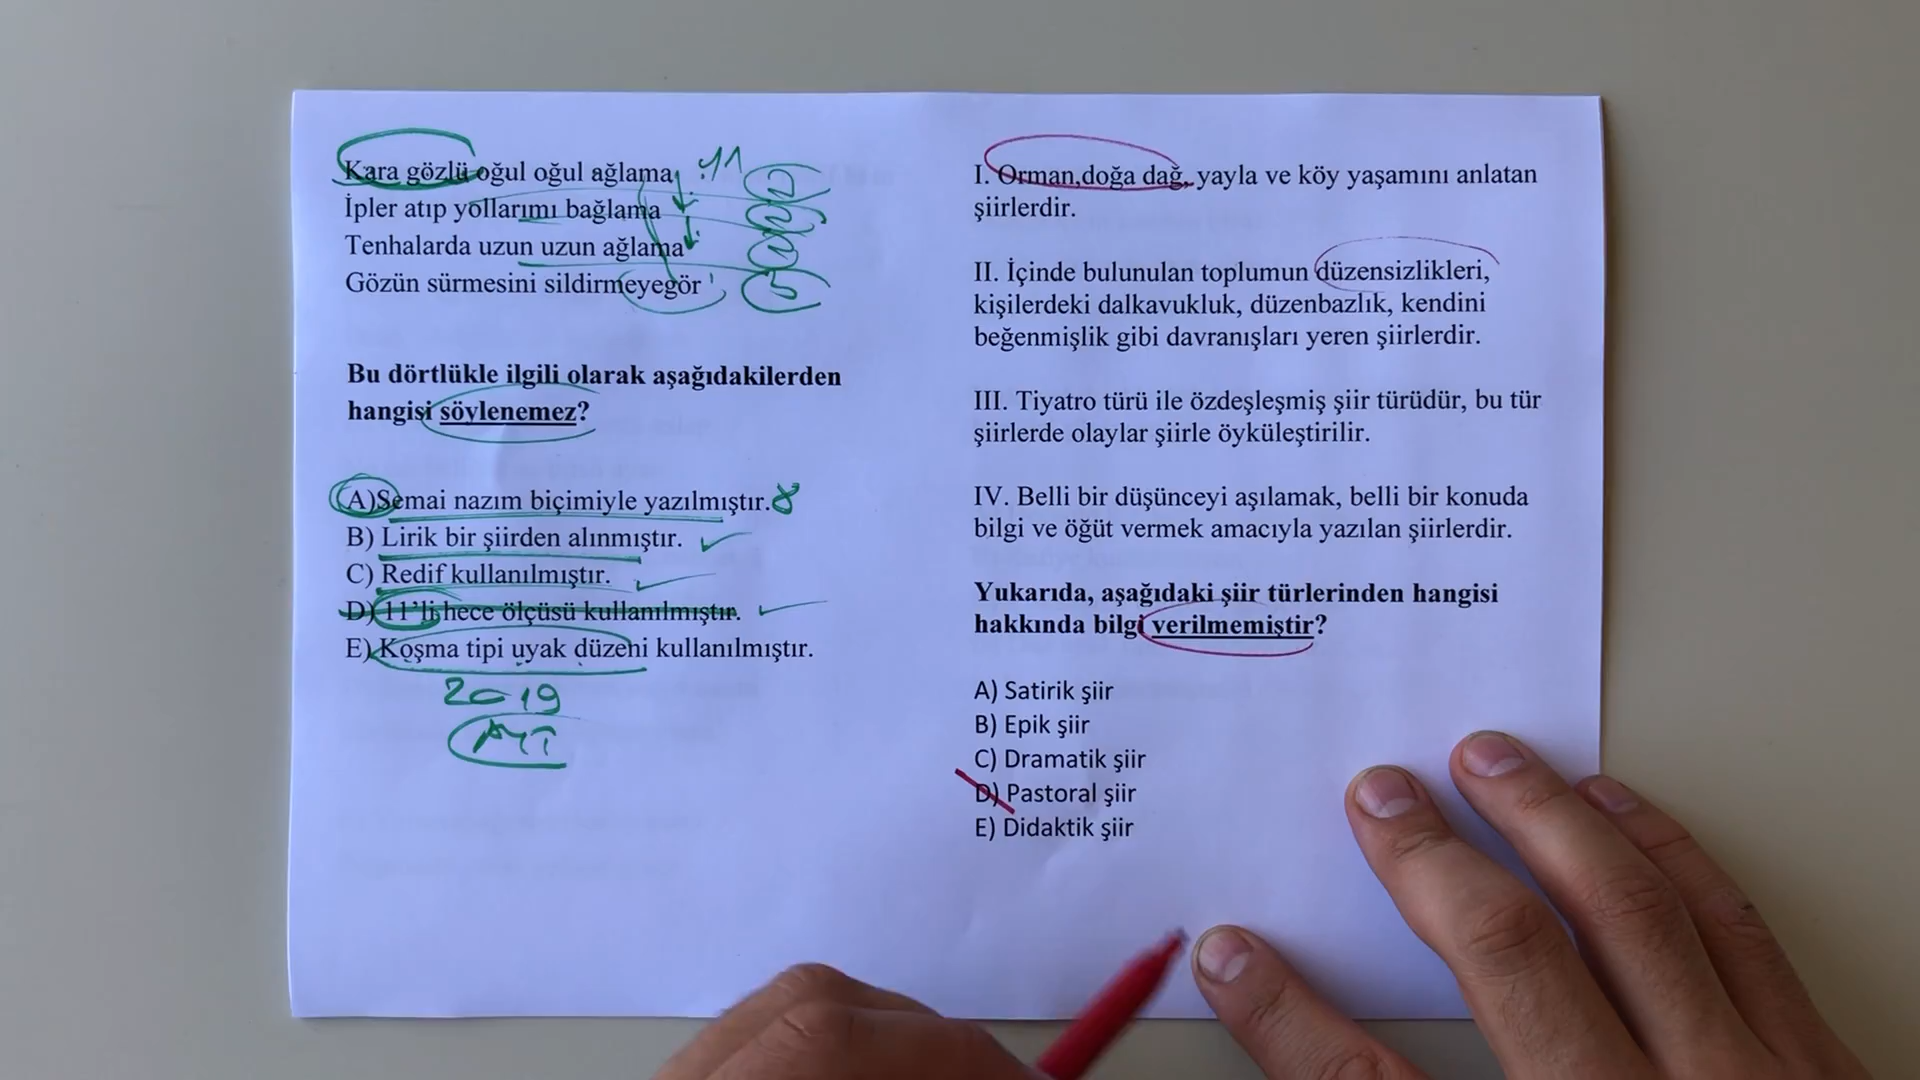 Kara gözlü oğul oğul ağlama
İpler atıp yollarımı bağlama
Tenhalarda uzun uzun ağlama
Gözün sürmesini sildirmeyegör
11
Bu dörtlükle ilgili olarak aşağıdakilerden
hangisi söylenemez?
A)Semai nazım biçimiyle yazılmıştır. 8
B) Lirik bir şiirden alınmıştır.
C) Redif kullanılmıştır.
D) 11'li hece ölçüsü kullanılmıştır.
E) Koşma tipi uyak düzeni kullanılmıştır.
2019
AYT
I. Orman,doğa dağ, yayla ve köy yaşamını anlatan
şiirlerdir.
II. İçinde bulunulan toplumun düzensizlikleri,
kişilerdeki dalkavukluk, düzenbazlık, kendini
beğenmişlik gibi davranışları yeren şiirlerdir.
III. Tiyatro türü ile özdeşleşmiş şiir türüdür, bu tür
şiirlerde olaylar şiirle öyküleştirilir.
IV. Belli bir düşünceyi aşılamak, belli bir konuda
bilgi ve öğüt vermek amacıyla yazılan şiirlerdir.
Yukarıda, aşağıdaki şiir türlerinden hangisi
hakkında bilgi verilmemiştir?
A) Satirik şiir
B) Epik şiir
C) Dramatik şiir
D) Pastoral şiir
E) Didaktik şiir